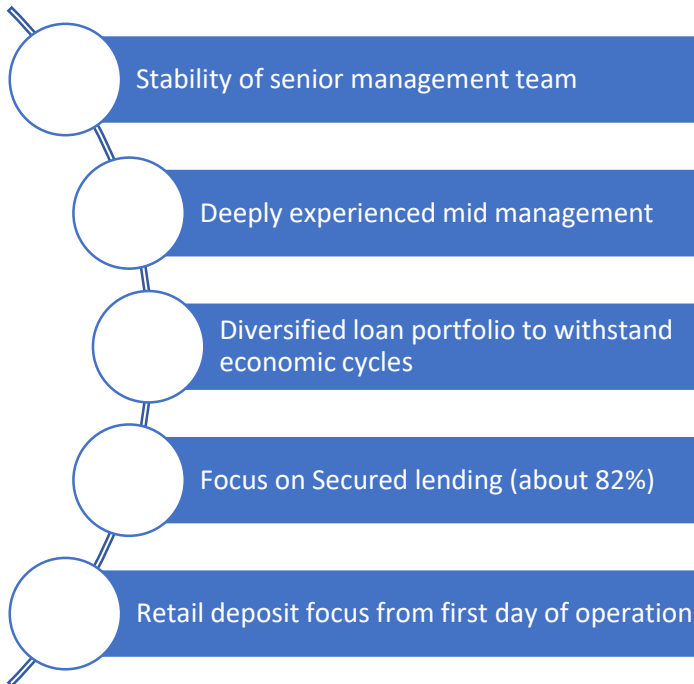 Stability of senior management team
Deeply experienced mid management
Diversified loan portfolio to withstand
economic cycles
Focus on Secured lending (about 82%)
Retail deposit focus from first day of operation